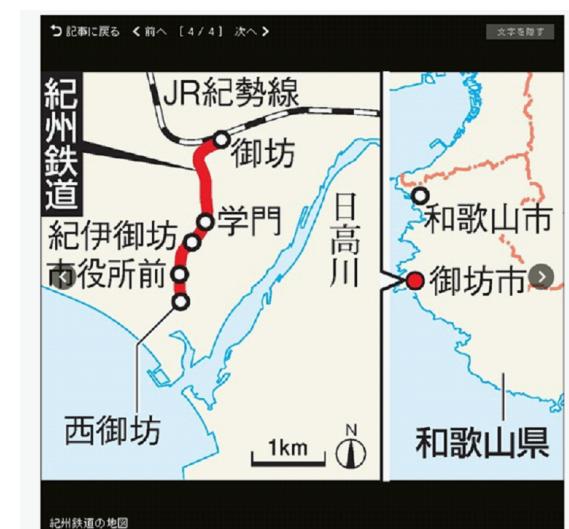 記事に戻る 前へ [4/4] 次へ
文字を隠す
紀州鉄道
JR紀勢線
御坊
学門
紀伊御坊
市役所前
西御坊
日高川
1km
N
和歌山市
御坊市
和歌山県
紀州鉄道の地図